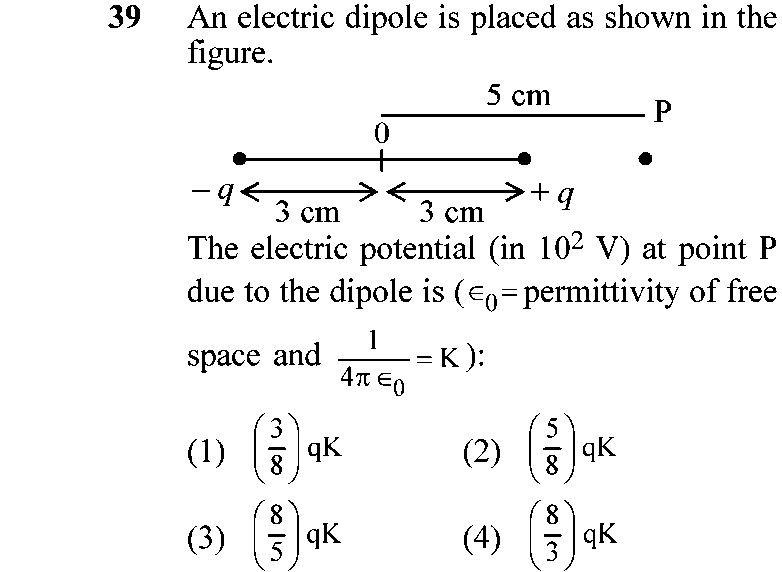 39 An electric dipole is placed as shown in the
figure.
5 cm
P
0
– q
3 cm
3 cm
+ q
The electric potential (in 10² V) at point P
due to the dipole is (∈₀ = permittivity of free
space and 1/(4π ∈₀) = K ):
(1) (3/8) qK (2) (5/8) qK
(3) (8/5) qK (4) (8/3) qK